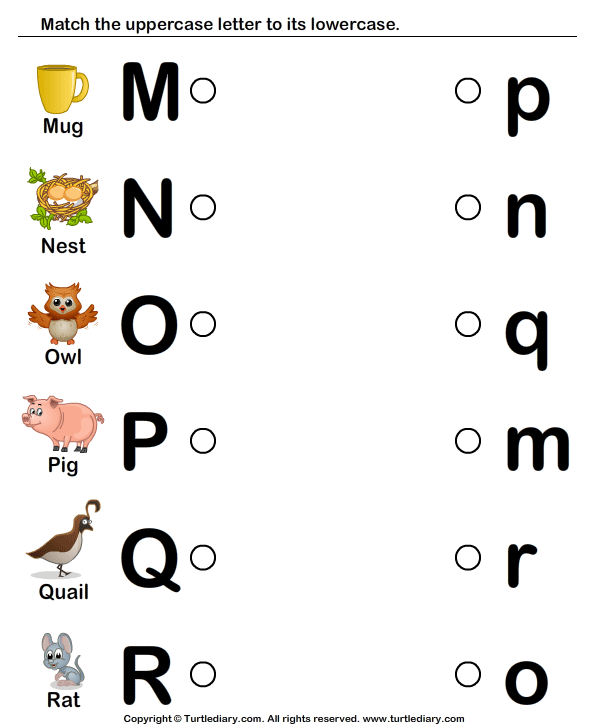 Match the uppercase letter to its lowercase.
M p
Mug
N n
Nest
O q
Owl
P m
Pig
Q r
Quail
R o
Rat
Copyright © Turtlediary.com. All rights reserved. www.turtlediary.com